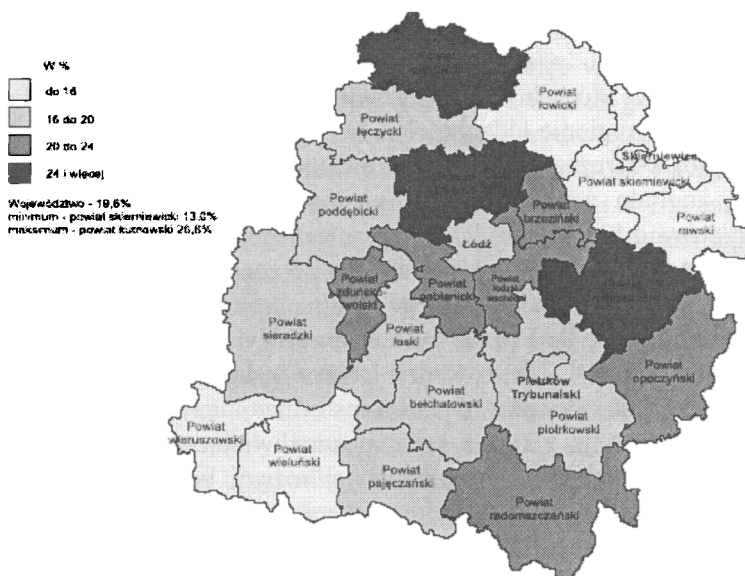 W %
do 16
16 do 20
20 do 24
24 i więcej
Województwo - 19,6%
minimum - powiat skierniewicki 13,0%
maksimum - powiat kutnowski 26,6%
Powiat
łowicki
Powiat
łęczycki
Skierniewice
Powiat skierniewicki
Powiat
poddębicki
Powiat
brzeziński
Powiat
rawski
Łódź
Powiat
zduńsko-
wolski
Powiat
pabianicki
Powiat
łódzki
wschodni
Powiat
sieradzki
Powiat
łaski
Powiat
opoczyński
Powiat
bełchatowski
Piotrków
Trybunalski
Powiat
piotrkowski
Powiat
wieruszowski
Powiat
wieluński
Powiat
pajęczański
Powiat
radomszczański